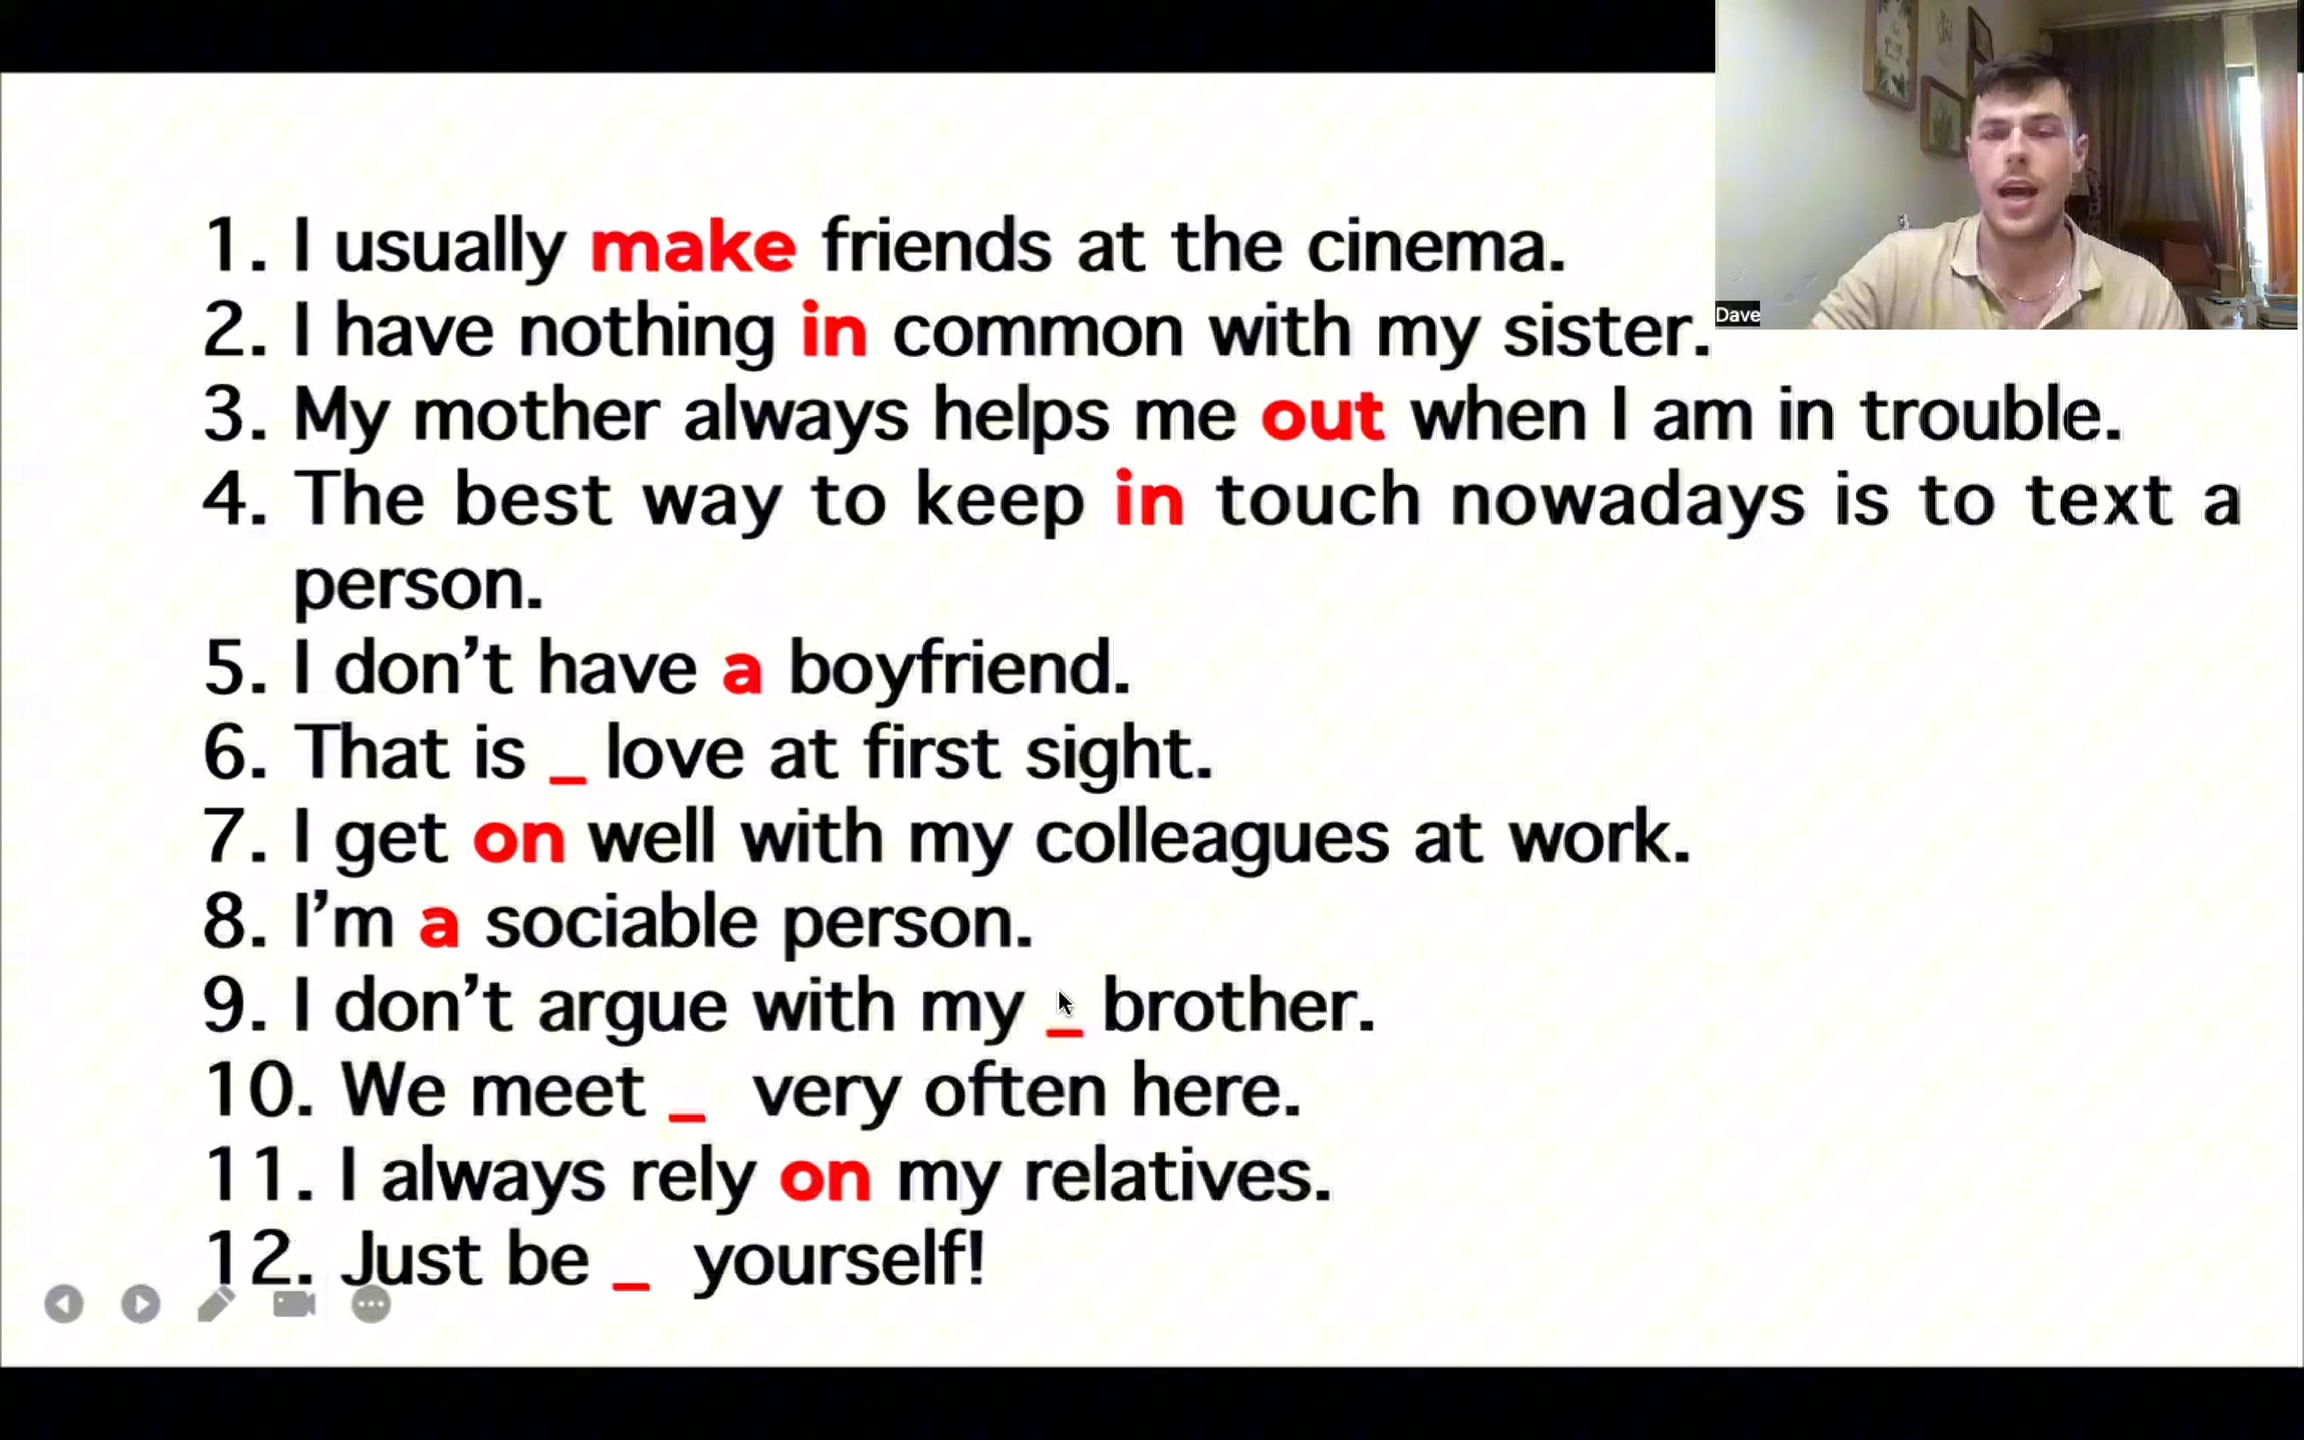 1. I usually make friends at the cinema.
2. I have nothing in common with my sister.
3. My mother always helps me out when I am in trouble.
4. The best way to keep in touch nowadays is to text a
person.
5. I don’t have a boyfriend.
6. That is _ love at first sight.
7. I get on well with my colleagues at work.
8. I’m a sociable person.
9. I don’t argue with my _ brother.
10. We meet _ very often here.
11. I always rely on my relatives.
12. Just be _ yourself!
Dave